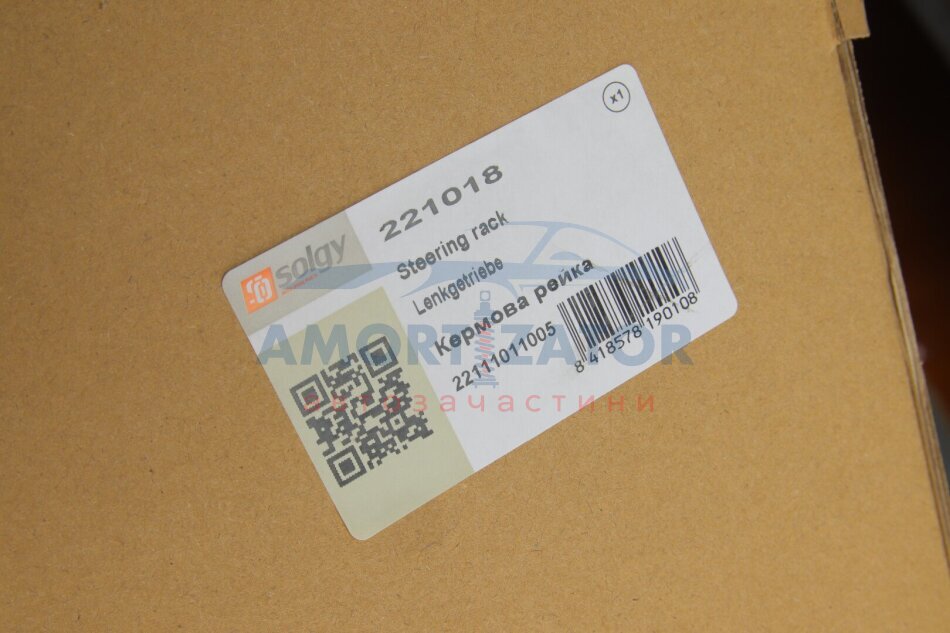 x1
solgy
221018
Steering rack
Lenkgetriebe
Кермова рейка
22111011005
8 418578 190108
AMORTIZATOR
автозапчастини